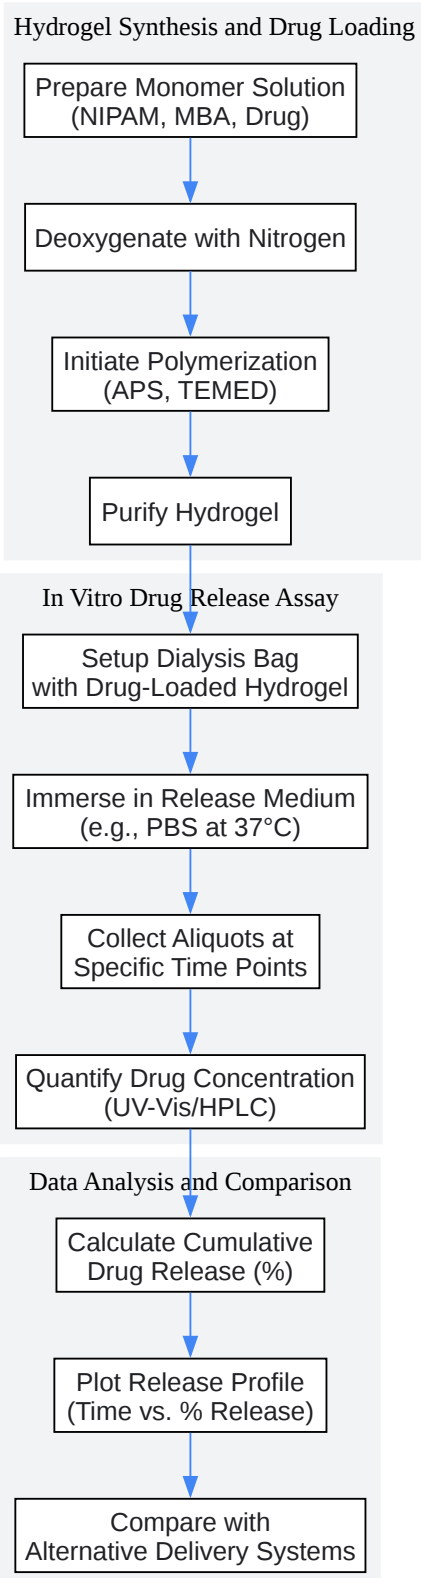 Hydrogel Synthesis and Drug Loading
Prepare Monomer Solution
(NIPAM, MBA, Drug)
Deoxygenate with Nitrogen
Initiate Polymerization
(APS, TEMED)
Purify Hydrogel
In Vitro Drug Release Assay
Setup Dialysis Bag
with Drug-Loaded Hydrogel
Immerse in Release Medium
(e.g., PBS at 37°C)
Collect Aliquots at
Specific Time Points
Quantify Drug Concentration
(UV-Vis/HPLC)
Data Analysis and Comparison
Calculate Cumulative
Drug Release (%)
Plot Release Profile
(Time vs. % Release)
Compare with
Alternative Delivery Systems